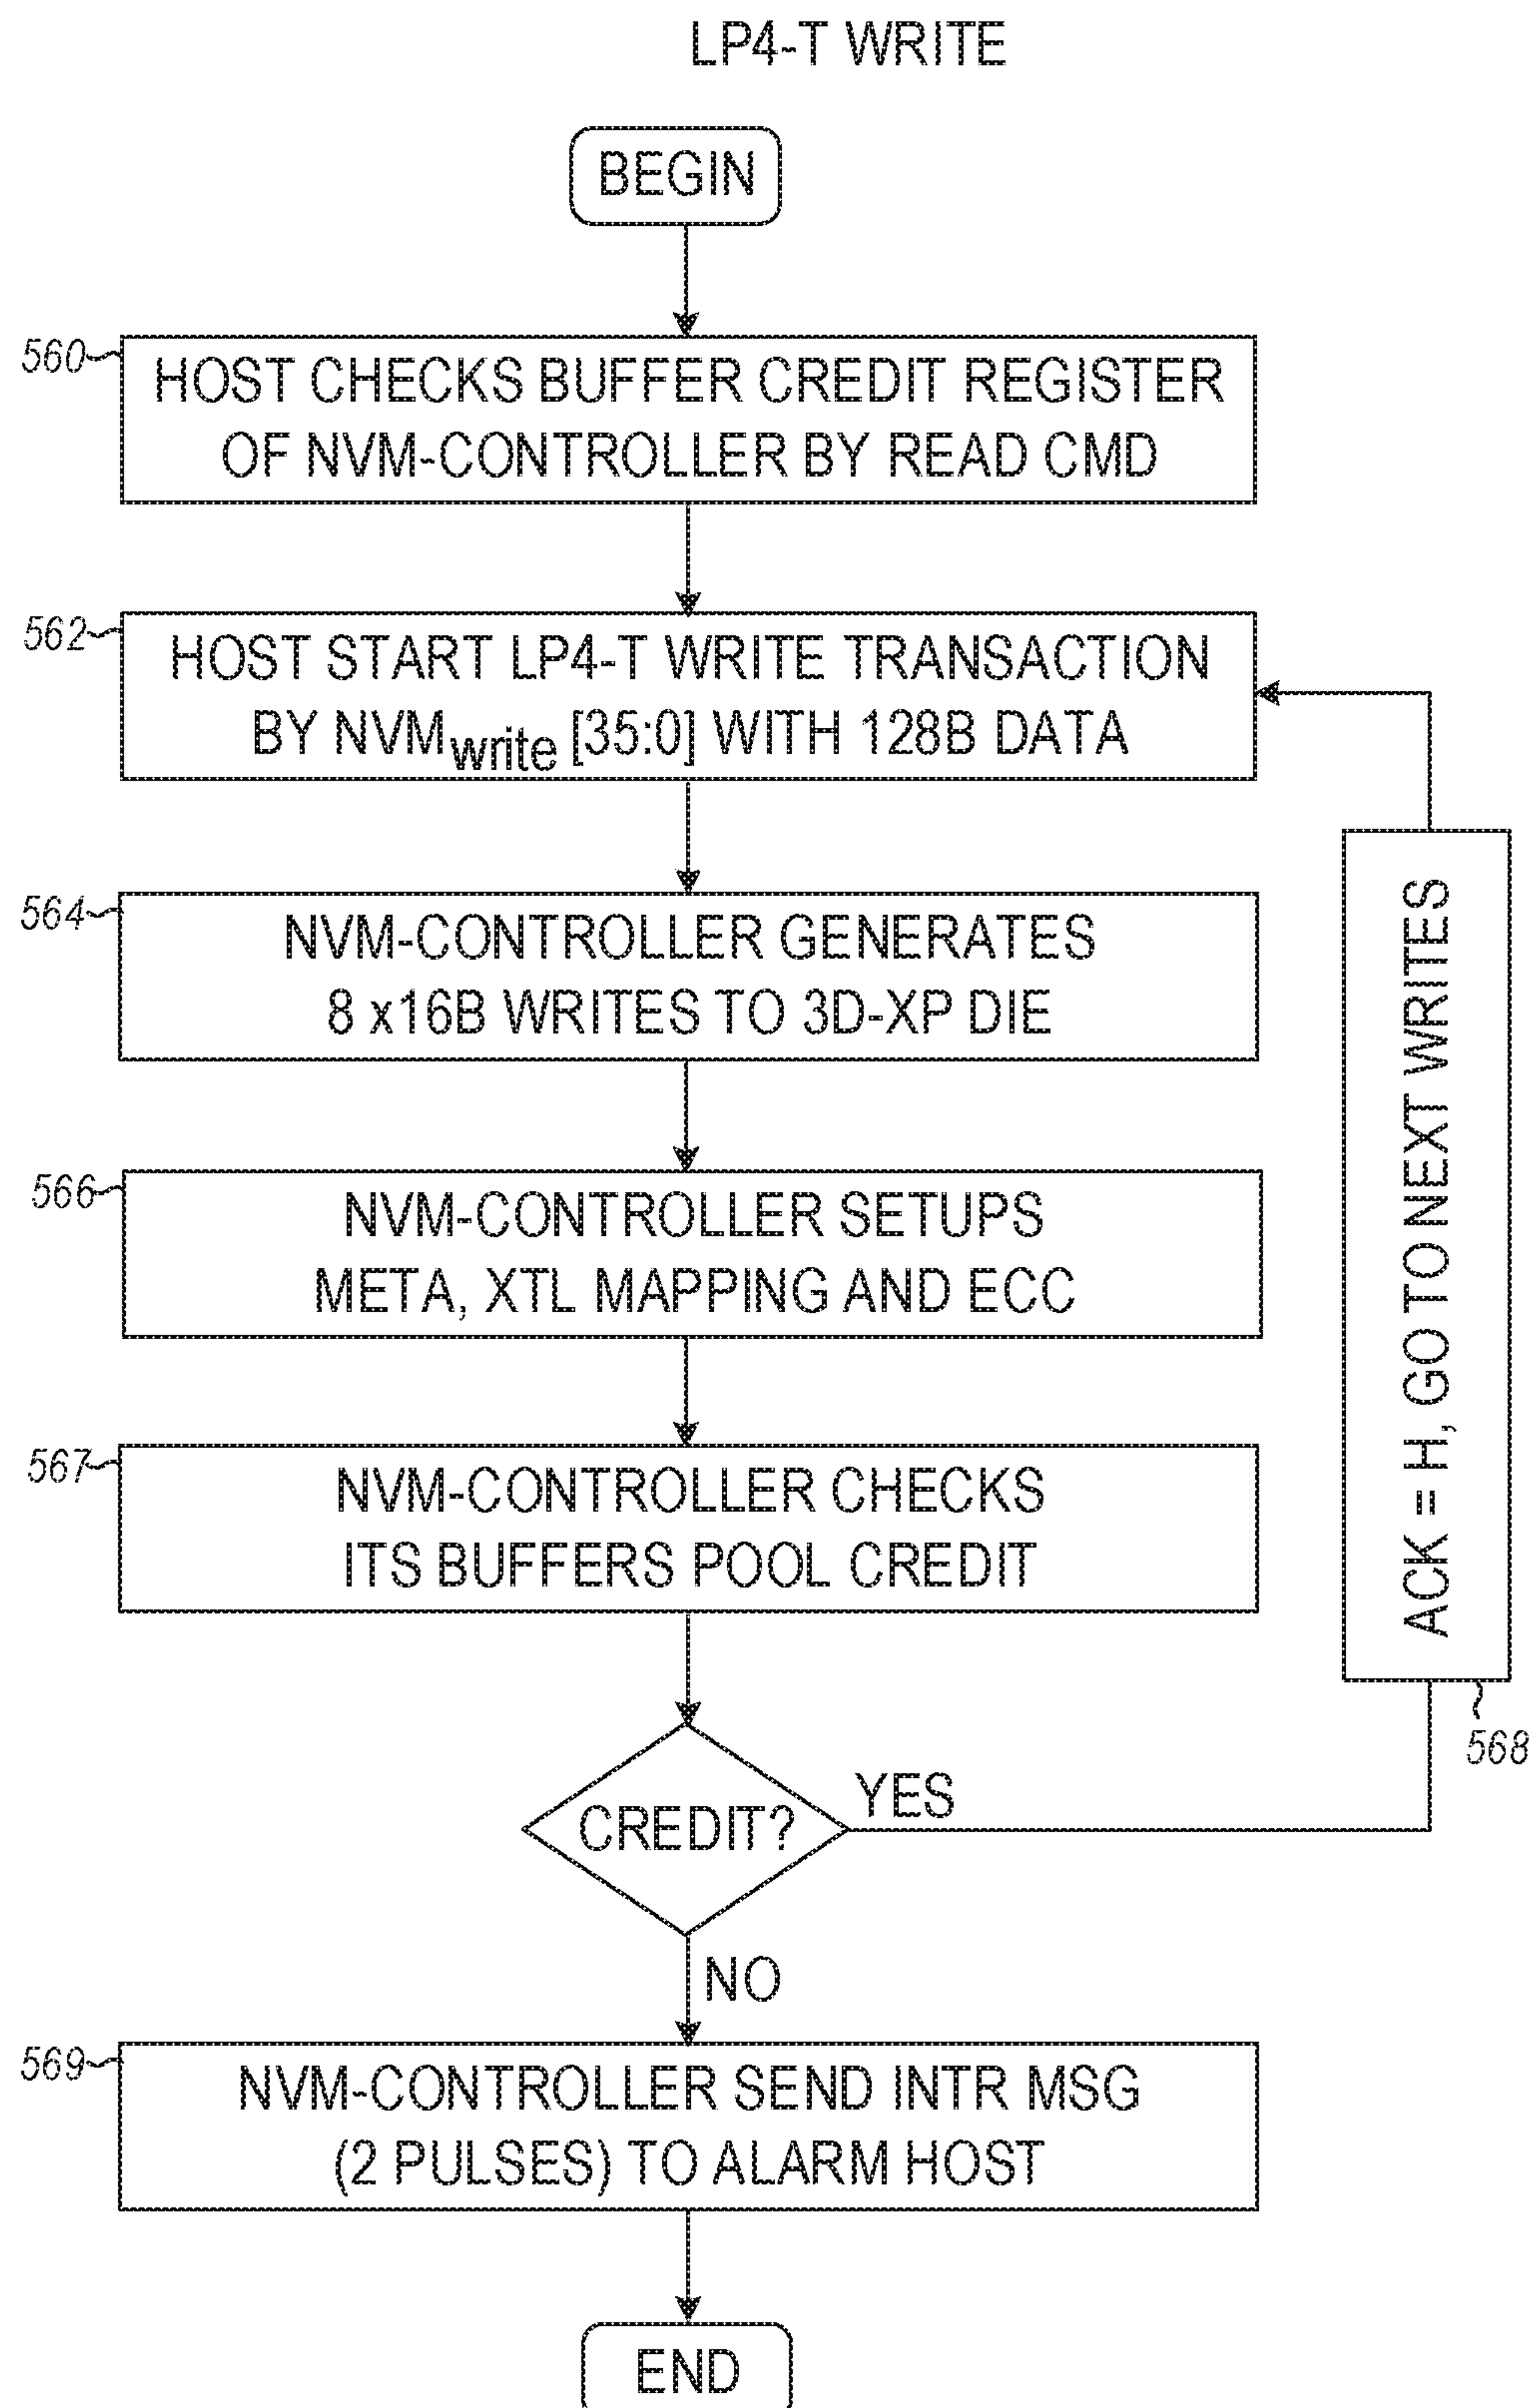 LP4-T WRITE
BEGIN
560
HOST CHECKS BUFFER CREDIT REGISTER
OF NVM-CONTROLLER BY READ CMD
562
HOST START LP4-T WRITE TRANSACTION
BY NVMwrite [35:0] WITH 128B DATA
564
NVM-CONTROLLER GENERATES
8 x16B WRITES TO 3D-XP DIE
566
NVM-CONTROLLER SETUPS
META, XTL MAPPING AND ECC
567
NVM-CONTROLLER CHECKS
ITS BUFFERS POOL CREDIT
ACK = H, GO TO NEXT WRITES
568
CREDIT?
YES
NO
569
NVM-CONTROLLER SEND INTR MSG
(2 PULSES) TO ALARM HOST
END